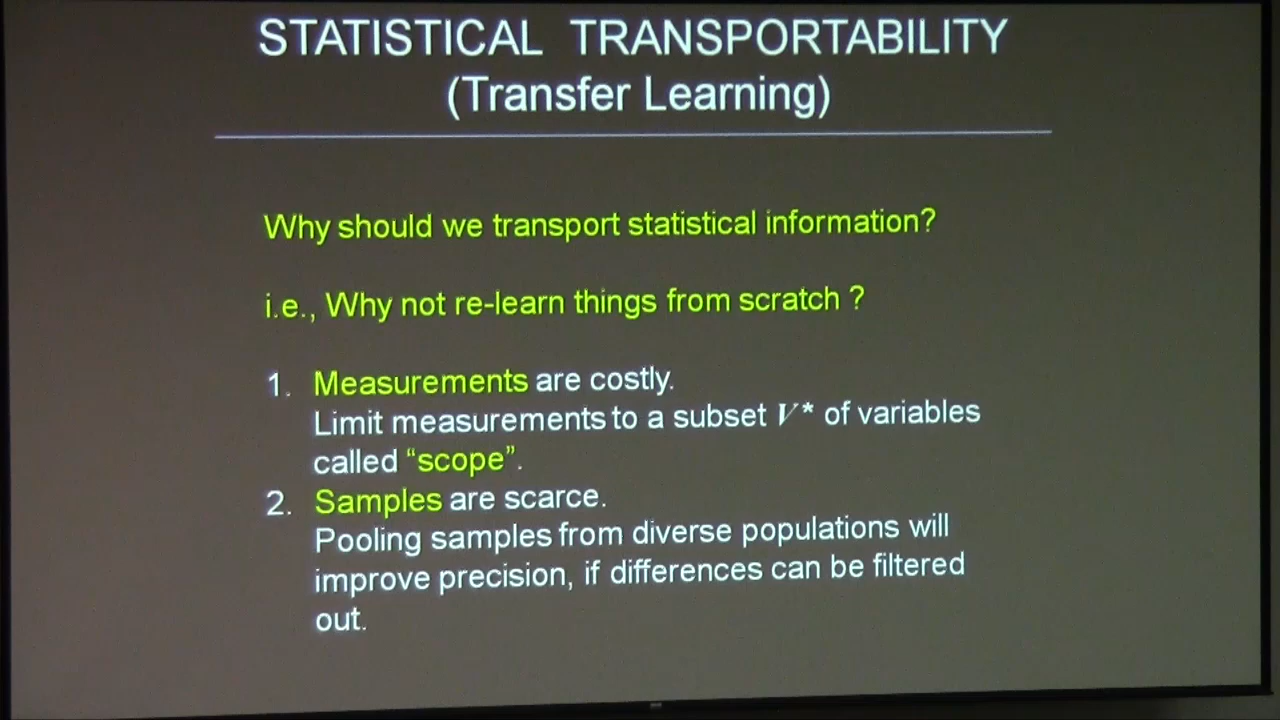 STATISTICAL TRANSPORTABILITY
(Transfer Learning)
Why should we transport statistical information?
i.e., Why not re-learn things from scratch ?
1. Measurements are costly.
Limit measurements to a subset V* of variables
called “scope”.
2. Samples are scarce.
Pooling samples from diverse populations will
improve precision, if differences can be filtered
out.